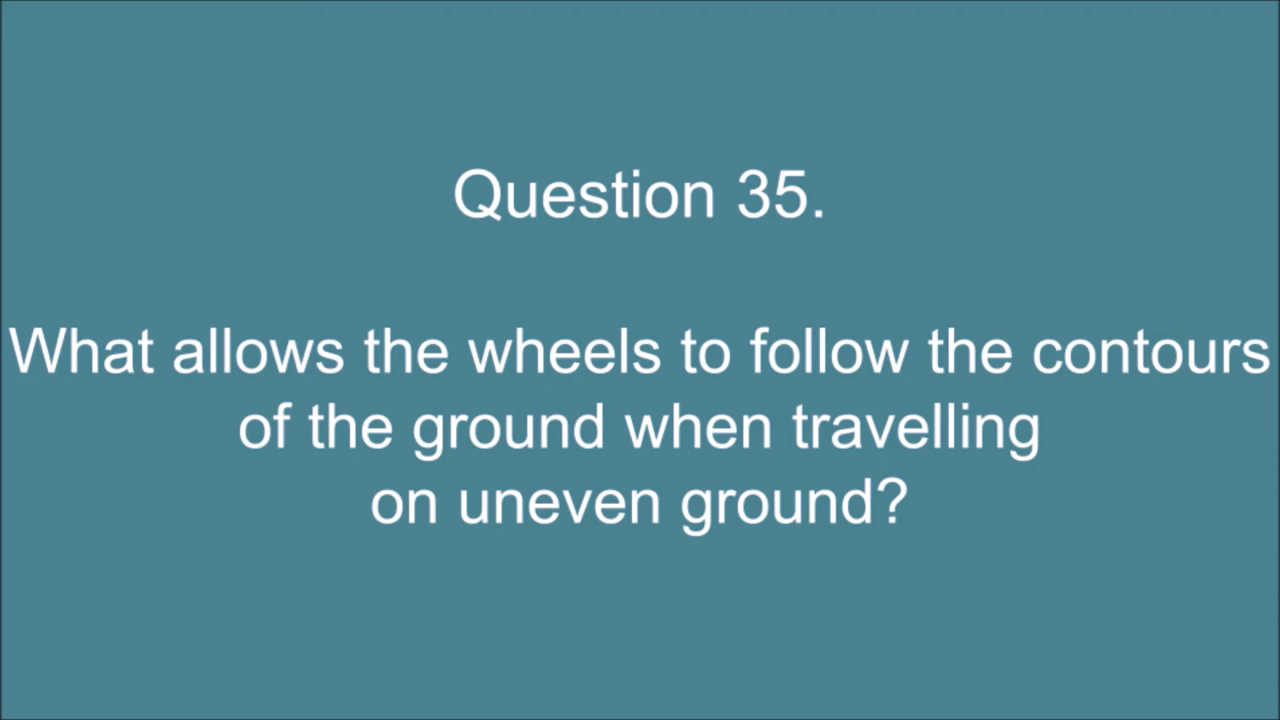 Question 35.
What allows the wheels to follow the contours
of the ground when travelling
on uneven ground?